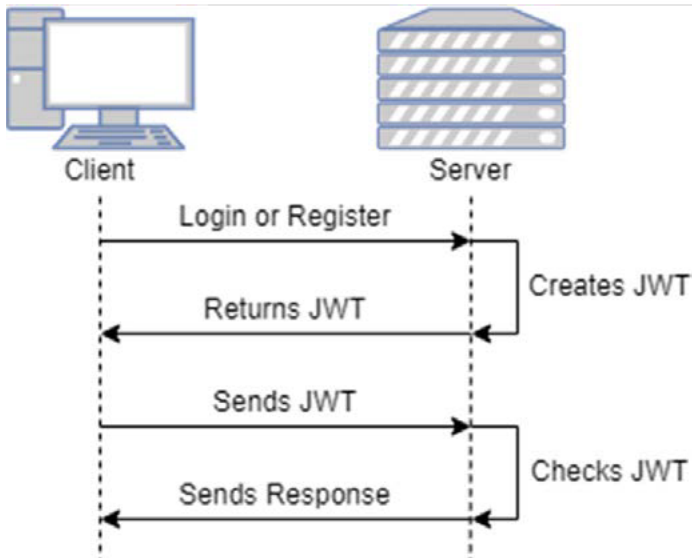 Client
Server
Login or Register
Creates JWT
Returns JWT
Sends JWT
Checks JWT
Sends Response